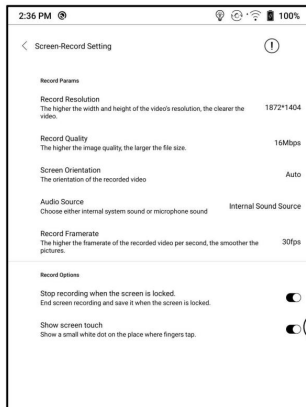 2:36 PM 100%
Screen-Record Setting
Record Params
Record Resolution
The higher the width and height of the video's resolution, the clearer the
video.
1872*1404
Record Quality
The higher the image quality, the larger the file size.
16Mbps
Screen Orientation
The orientation of the recorded video
Auto
Audio Source
Choose either internal system sound or microphone sound
Internal Sound Source
Record Framerate
The higher the framerate of the recorded video per second, the smoother the
pictures.
30fps
Record Options
Stop recording when the screen is locked.
End screen recording and save it when the screen is locked.
Show screen touch
Show a small white dot on the place where fingers tap.